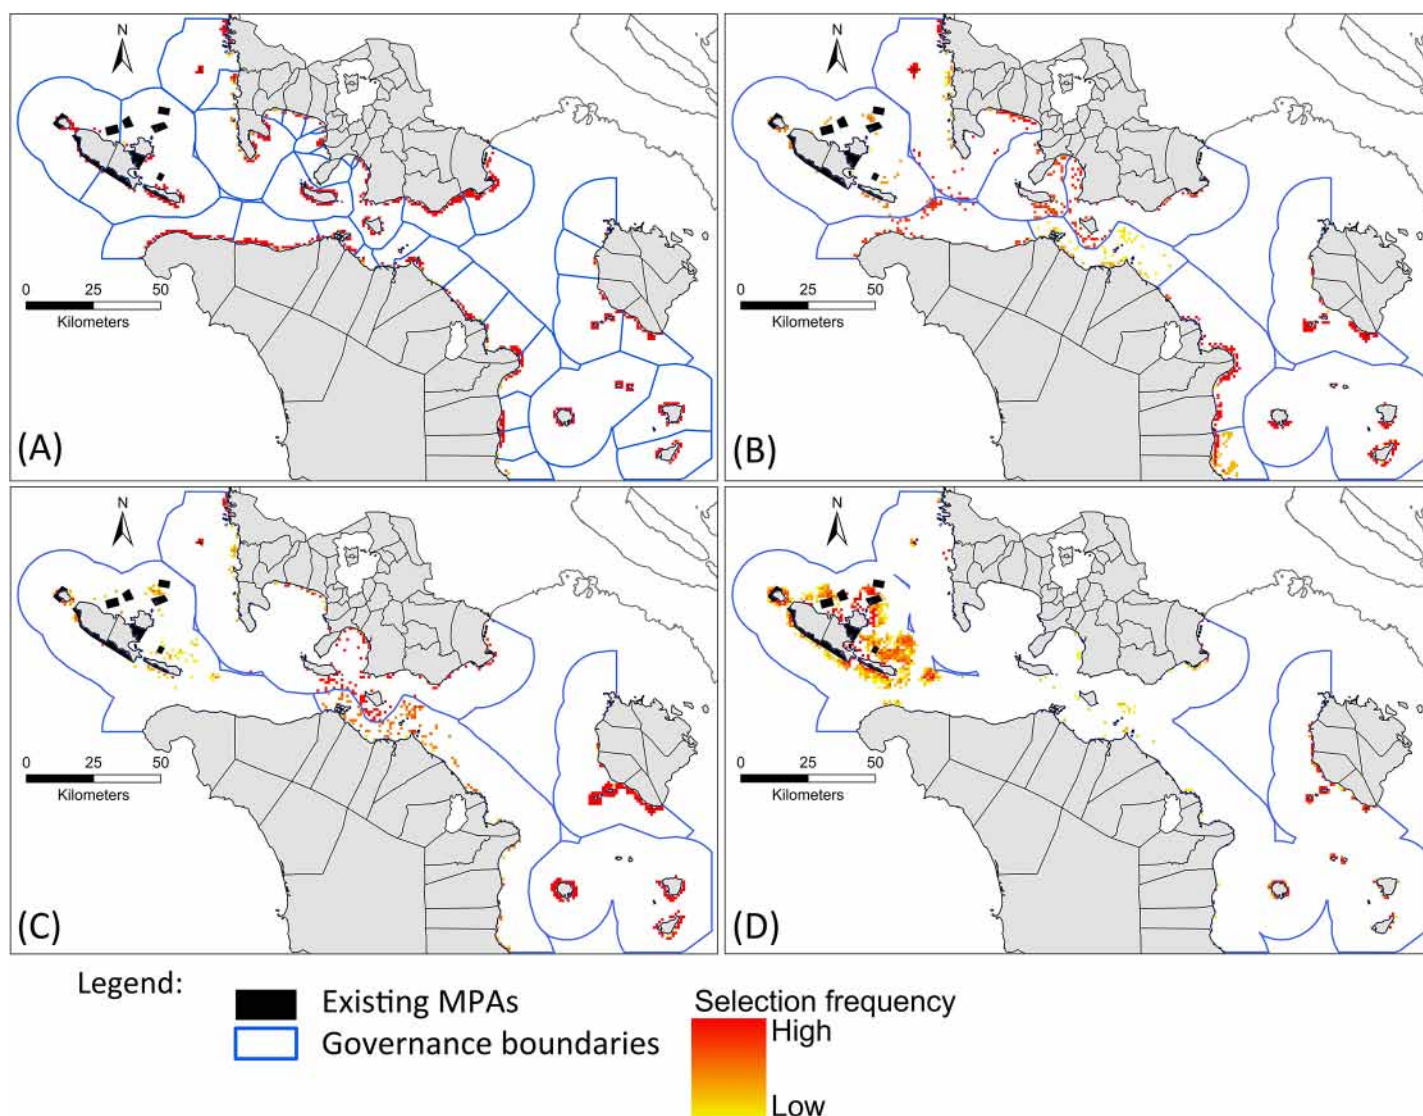 N
0 25 50
Kilometers
(A)
N
0 25 50
Kilometers
(B)
N
0 25 50
Kilometers
(C)
N
0 25 50
Kilometers
(D)
Legend:
Existing MPAs
Governance boundaries
Selection frequency
High
Low